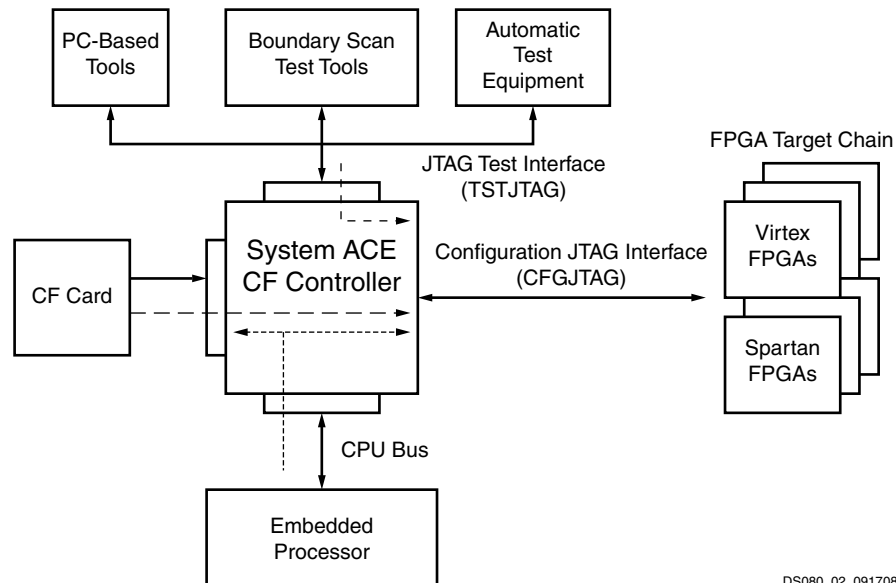 PC-Based
Tools
Boundary Scan
Test Tools
Automatic
Test
Equipment
FPGA Target Chain
JTAG Test Interface
(TSTJTAG)
System ACE
CF Controller
Configuration JTAG Interface
(CFGJTAG)
Virtex
FPGAs
CF Card
Spartan
FPGAs
CPU Bus
Embedded
Processor
DS080_02_091708